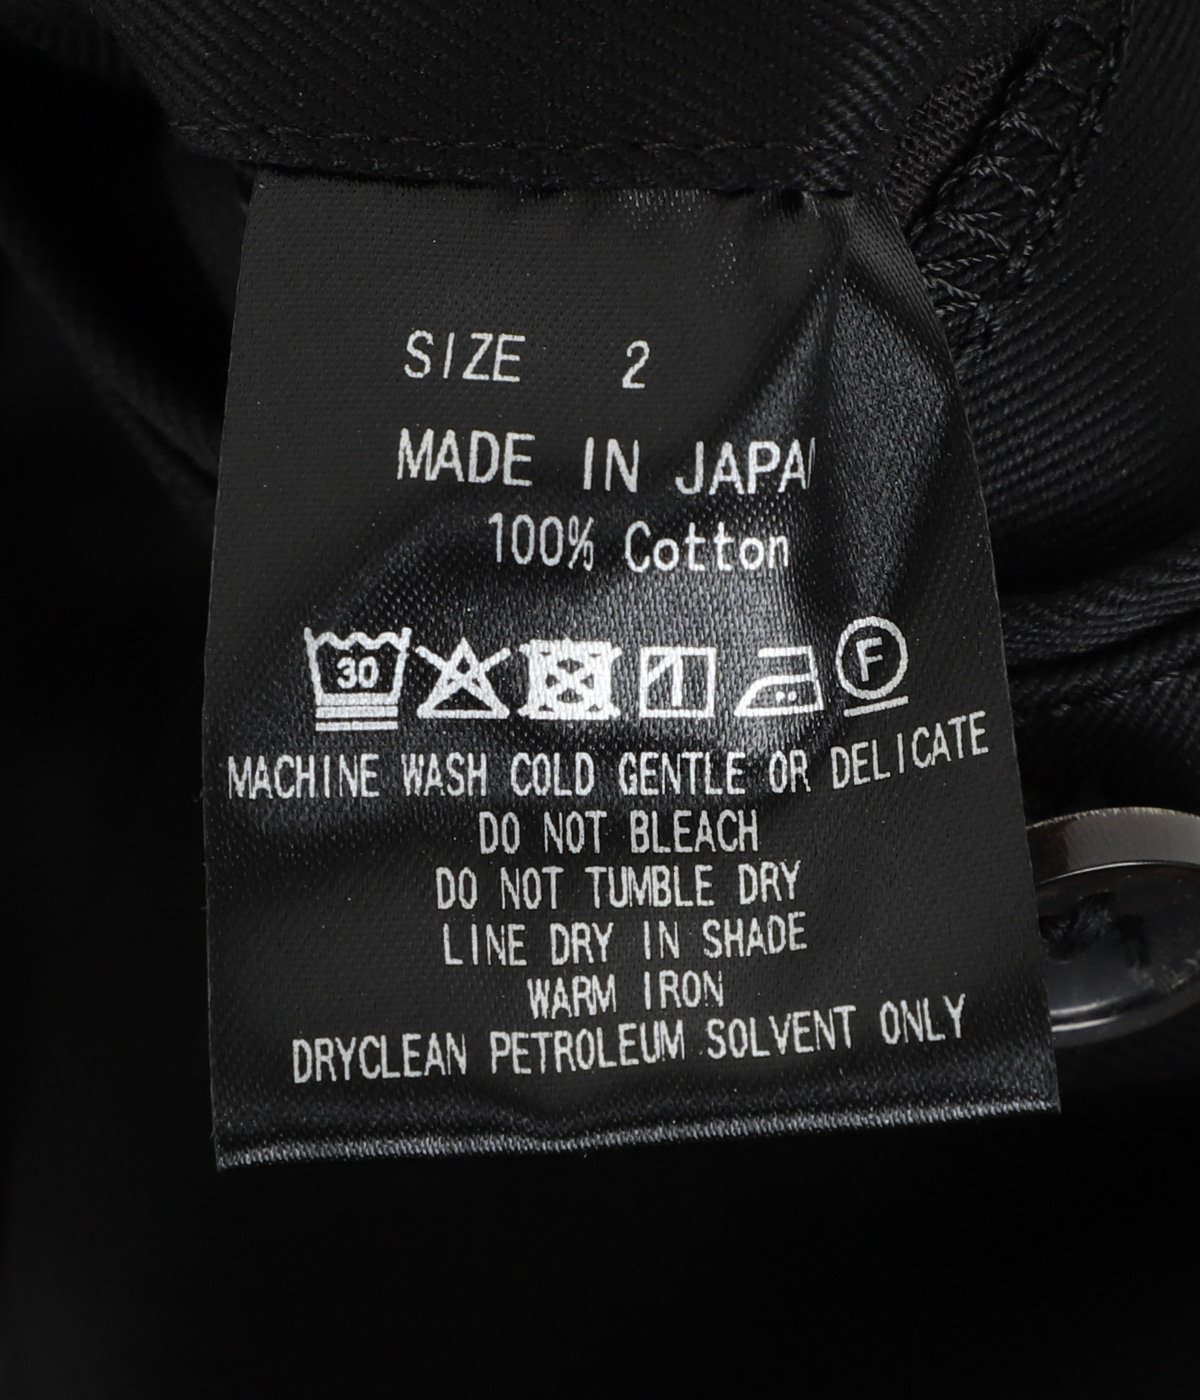 SIZE 2
MADE IN JAPAN
100% Cotton
30 F
MACHINE WASH COLD GENTLE OR DELICATE
DO NOT BLEACH
DO NOT TUMBLE DRY
LINE DRY IN SHADE
WARM IRON
DRYCLEAN PETROLEUM SOLVENT ONLY